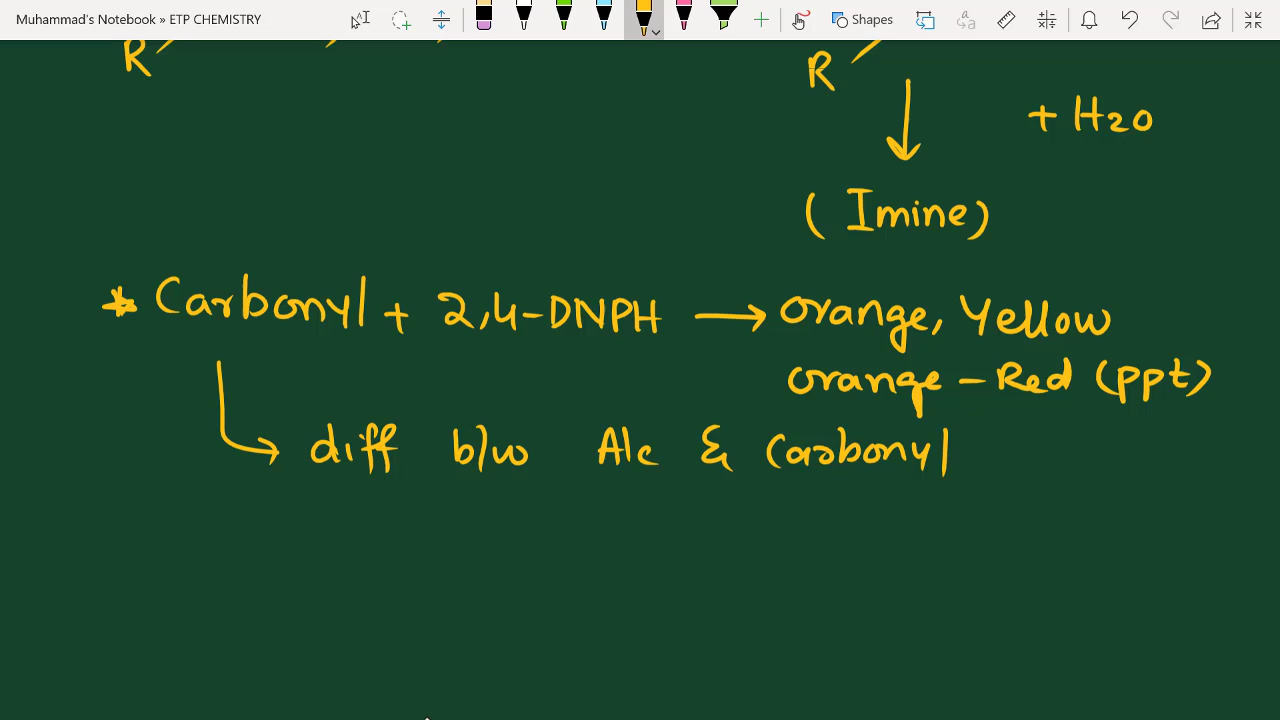 Muhammad's Notebook » ETP CHEMISTRY
Shapes
R
R
+ H2O
( Imine)
* Carbonyl + 2,4-DNPH → orange, Yellow
orange - Red (ppt)
↳ diff b/w Alc & Carbonyl